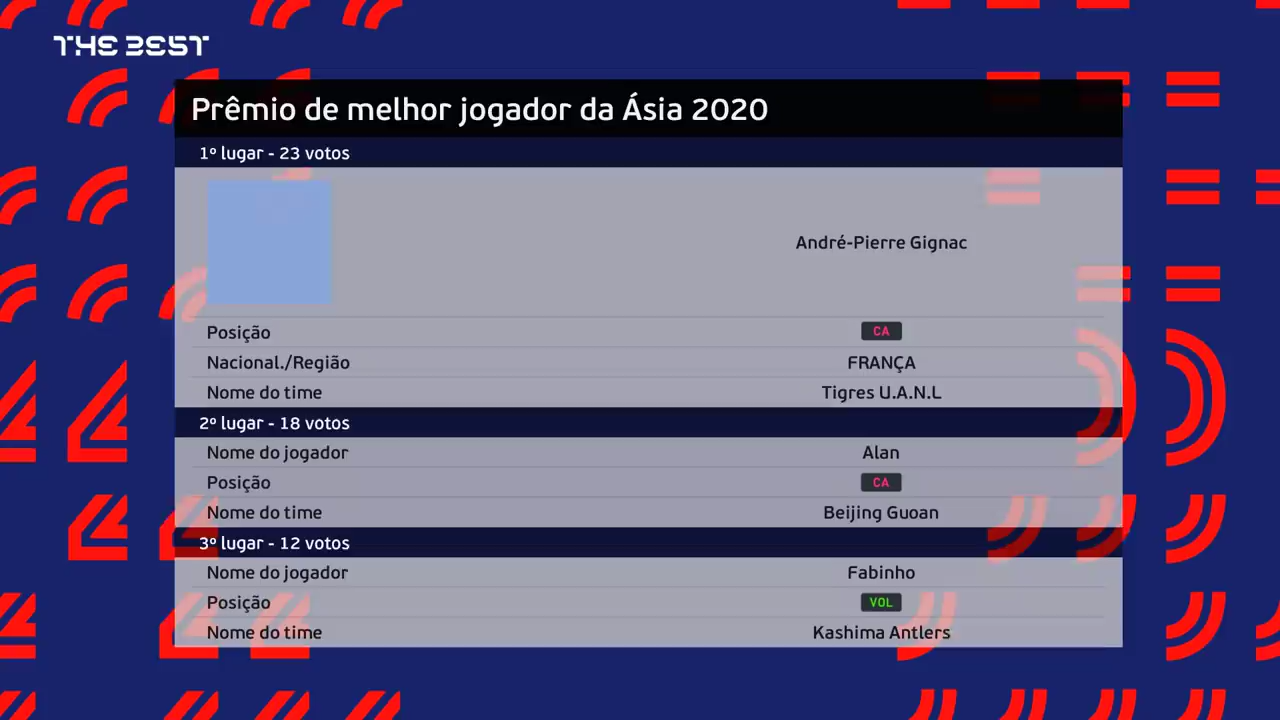 THE BEST
Prêmio de melhor jogador da Ásia 2020
1º lugar - 23 votos
André-Pierre Gignac
Posição CA
Nacional./Região FRANÇA
Nome do time Tigres U.A.N.L
2º lugar - 18 votos
Nome do jogador Alan
Posição CA
Nome do time Beijing Guoan
3º lugar - 12 votos
Nome do jogador Fabinho
Posição VOL
Nome do time Kashima Antlers